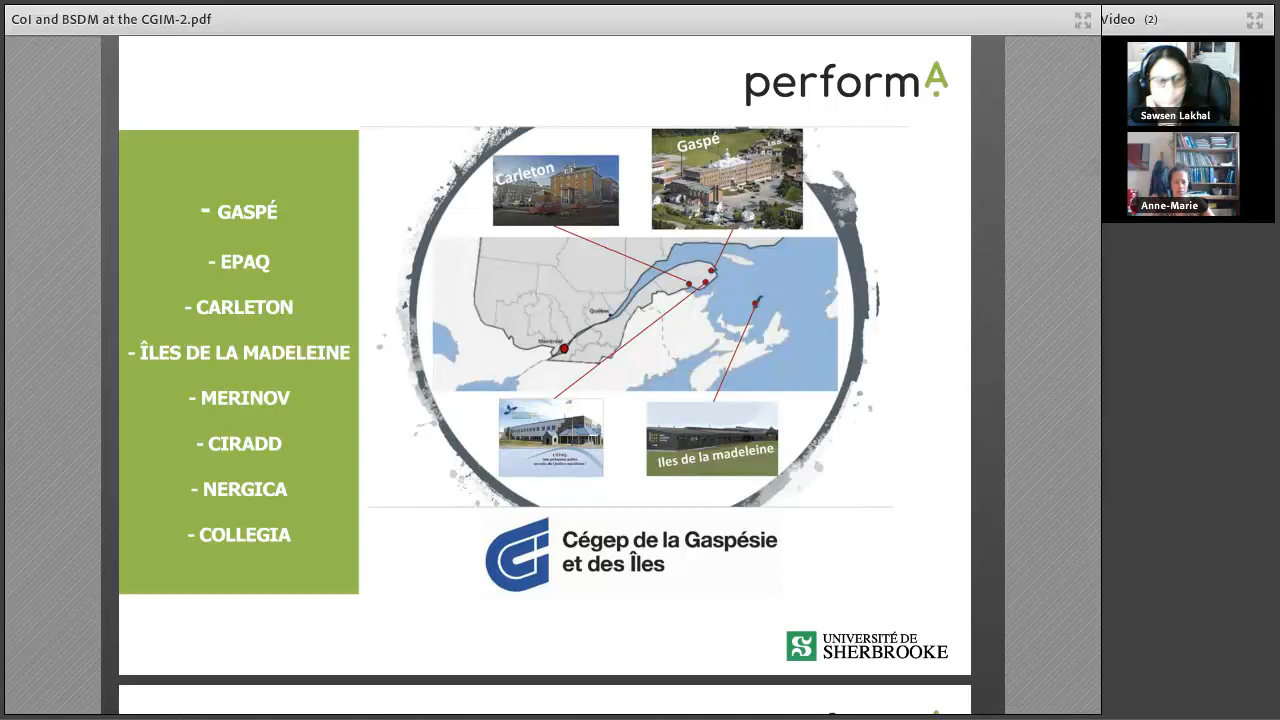 CoI and BSDM at the CGIM-2.pdf
Video (2)
Sawsen Lakhal
Anne-Marie
performA
- GASPÉ
- EPAQ
- CARLETON
- ÎLES DE LA MADELEINE
- MERINOV
- CIRADD
- NERGICA
- COLLEGIA
Carleton
Gaspé
Québec
Montréal
L'ÉPAQ,
Iles de la madeleine
Cégep de la Gaspésie
et des Îles
UNIVERSITÉ DE
SHERBROOKE